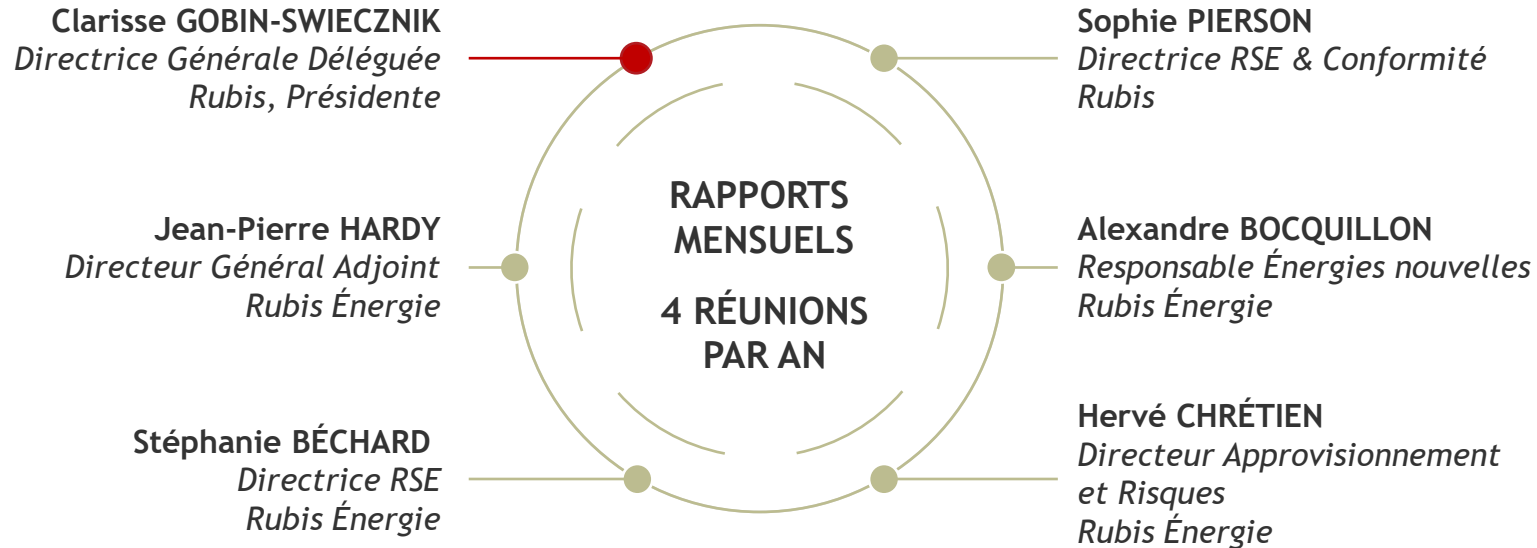 Clarisse GOBIN-SWIECZNIK
Directrice Générale Déléguée
Rubis, Présidente
Jean-Pierre HARDY
Directeur Général Adjoint
Rubis Énergie
Stéphanie BÉCHARD
Directrice RSE
Rubis Énergie
RAPPORTS
MENSUELS
4 RÉUNIONS
PAR AN
Sophie PIERSON
Directrice RSE & Conformité
Rubis
Alexandre BOCQUILLON
Responsable Énergies nouvelles
Rubis Énergie
Hervé CHRÉTIEN
Directeur Approvisionnement
et Risques
Rubis Énergie